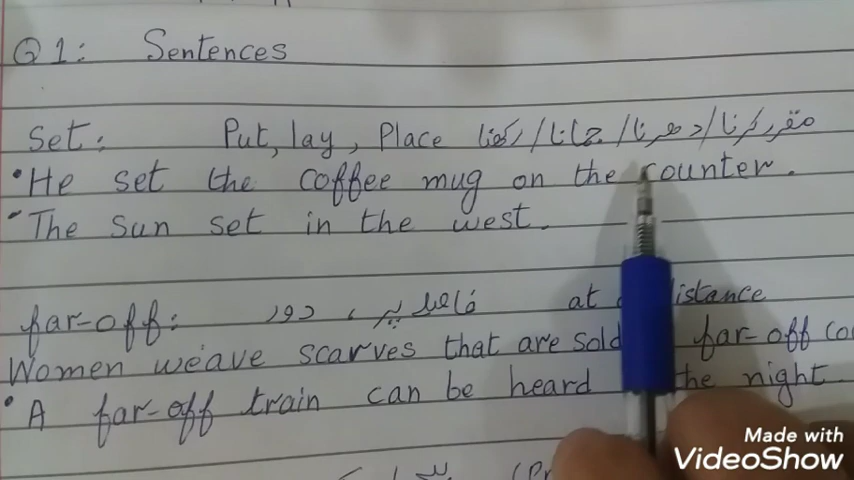 Q1: Sentences
Set: Put, lay, Place رکھنا/جمانا/دھرنا/مقرر کرنا
•He set the coffee mug on the counter.
The Sun set in the west.
far-off: دور، فاصلے پر at distance
Women weave scarves that are sold far-off
•A far-off train can be heard the night
Made with
VideoShow